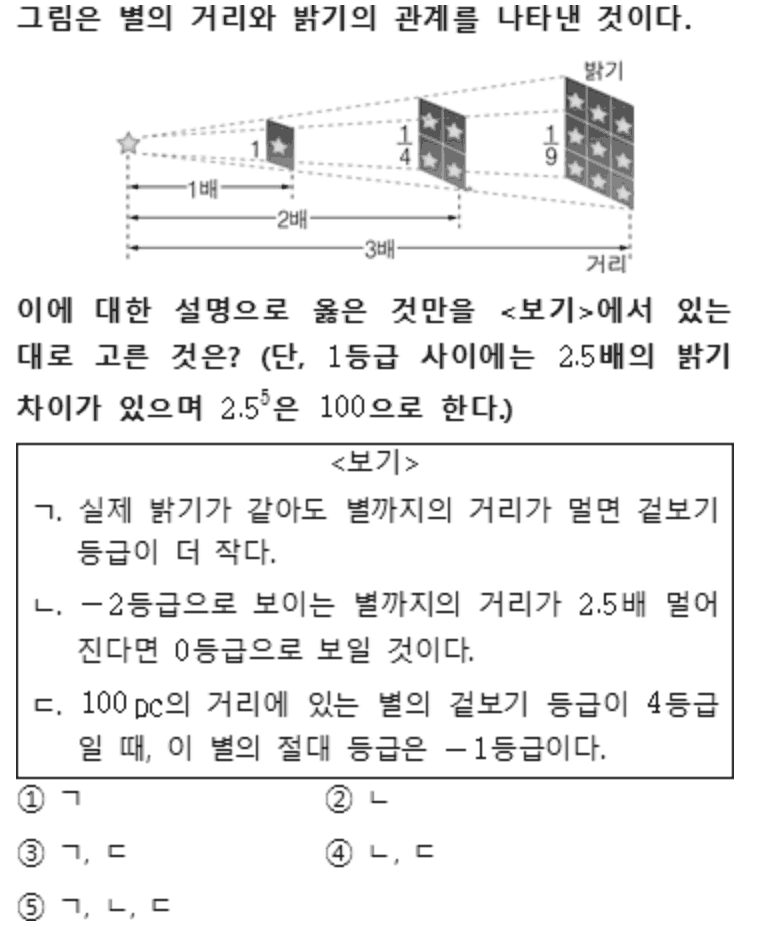 그림은 별의 거리와 밝기의 관계를 나타낸 것이다.
밝기
1
1/4
1/9
1배
2배
3배
거리
이에 대한 설명으로 옳은 것만을 <보기>에서 있는
대로 고른 것은? (단, 1등급 사이에는 2.5배의 밝기
차이가 있으며 2.5⁵은 100으로 한다.)
<보기>
ㄱ. 실제 밝기가 같아도 별까지의 거리가 멀면 겉보기
등급이 더 작다.
ㄴ. －2등급으로 보이는 별까지의 거리가 2.5배 멀어
진다면 0등급으로 보일 것이다.
ㄷ. 100 pc의 거리에 있는 별의 겉보기 등급이 4등급
일 때, 이 별의 절대 등급은 －1등급이다.
① ㄱ ② ㄴ
③ ㄱ, ㄷ ④ ㄴ, ㄷ
⑤ ㄱ, ㄴ, ㄷ